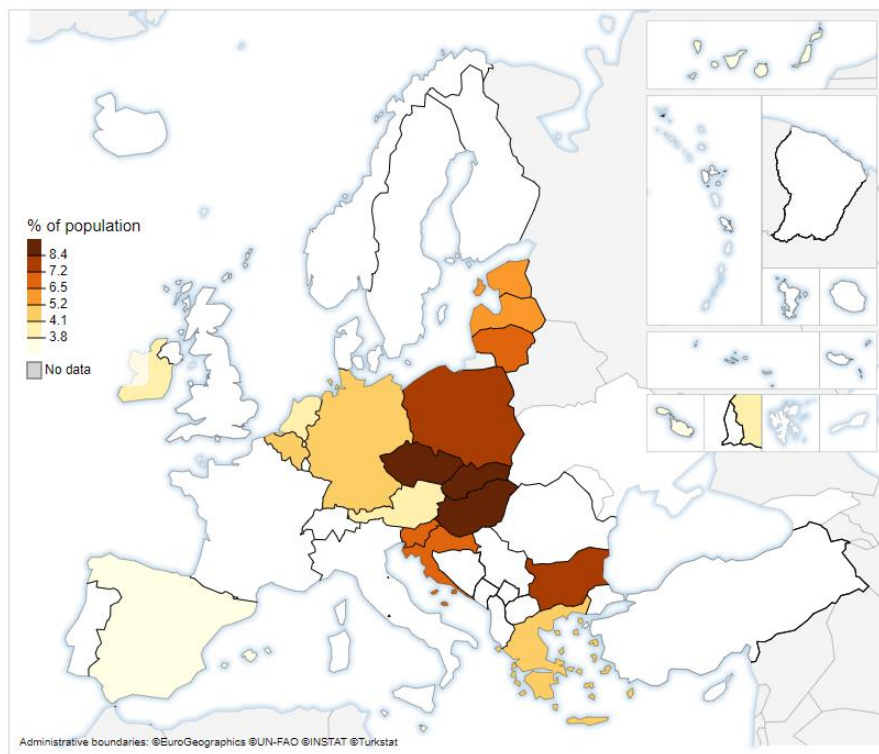 % of population
8.4
7.2
6.5
5.2
4.1
3.8
No data
Administrative boundaries: ©EuroGeographics ©UN-FAO ©INSTAT ©Turkstat